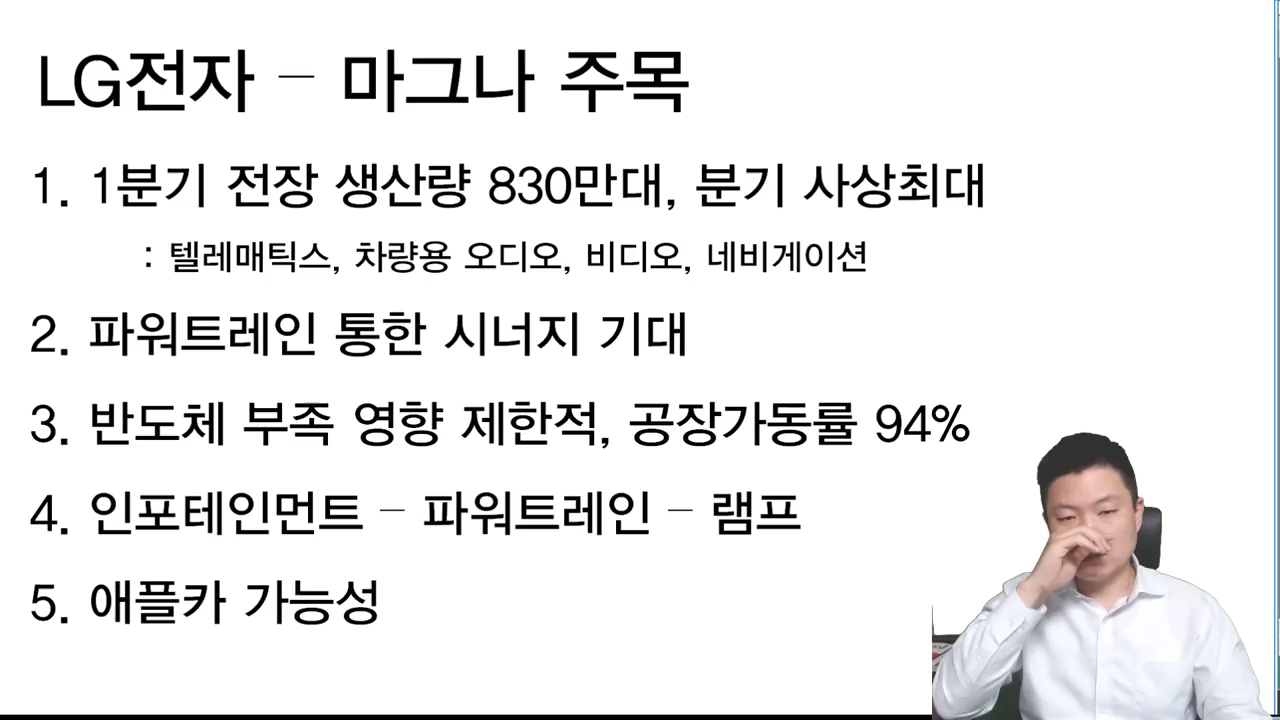 LG전자 - 마그나 주목
1. 1분기 전장 생산량 830만대, 분기 사상최대
: 텔레매틱스, 차량용 오디오, 비디오, 네비게이션
2. 파워트레인 통한 시너지 기대
3. 반도체 부족 영향 제한적, 공장가동률 94%
4. 인포테인먼트 - 파워트레인 - 램프
5. 애플카 가능성